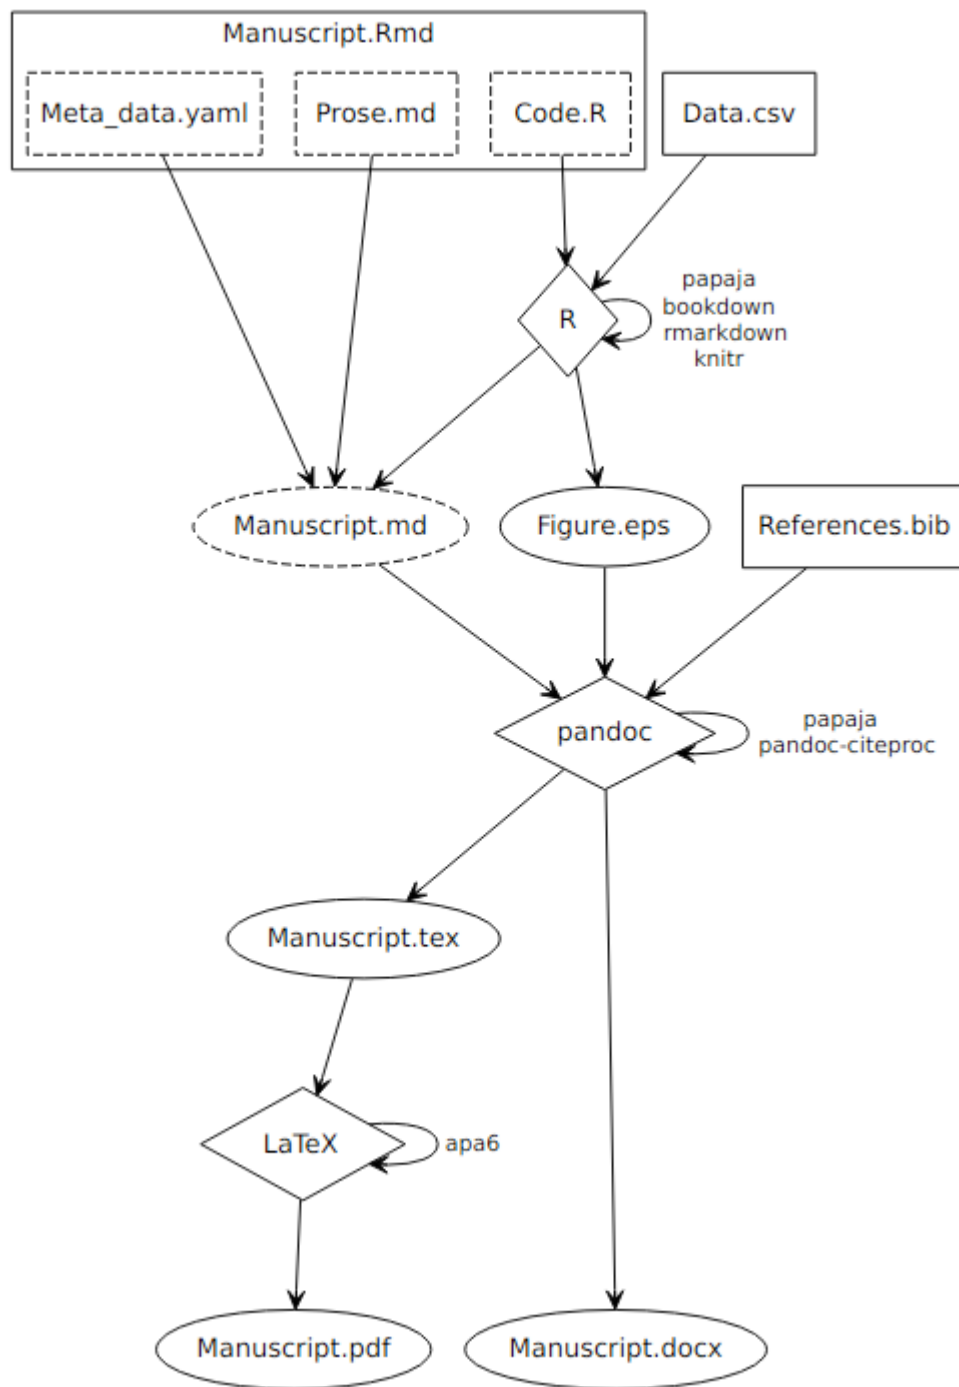 Manuscript.Rmd
Meta_data.yaml
Prose.md
Code.R
Data.csv
R
papaja
bookdown
rmarkdown
knitr
Manuscript.md
Figure.eps
References.bib
pandoc
papaja
pandoc-citeproc
Manuscript.tex
LaTeX
apa6
Manuscript.pdf
Manuscript.docx